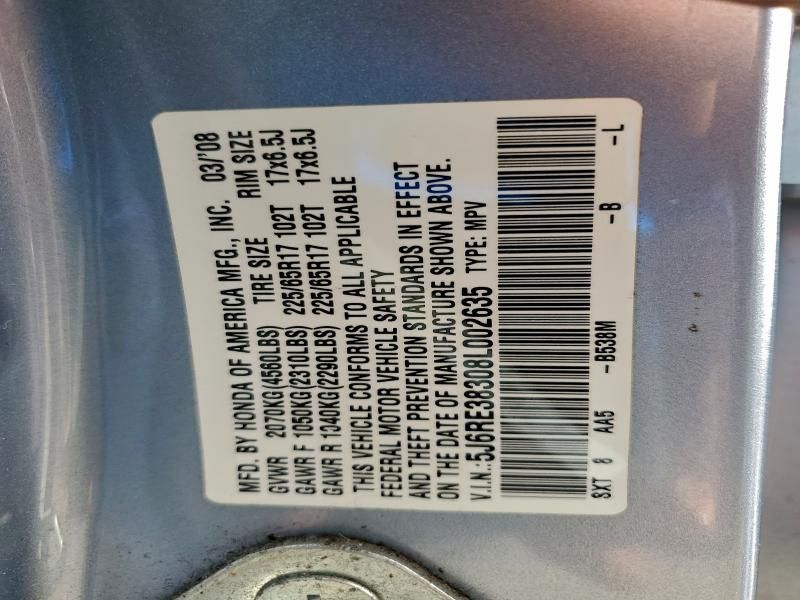 MFD. BY HONDA OF AMERICA MFG., INC. 03/'08
GVWR 2070KG(4560LBS) TIRE SIZE RIM SIZE
GAWR F 1050KG(2310LBS) 225/65R17 102T 17x6.5J
GAWR R 1040KG(2290LBS) 225/65R17 102T 17x6.5J
THIS VEHICLE CONFORMS TO ALL APPLICABLE
FEDERAL MOTOR VEHICLE SAFETY
AND THEFT PREVENTION STANDARDS IN EFFECT
ON THE DATE OF MANUFACTURE SHOWN ABOVE.
V.I.N.:5J6RE38308L002635 TYPE: MPV
SXT 8 AA5 -B538M -B -L